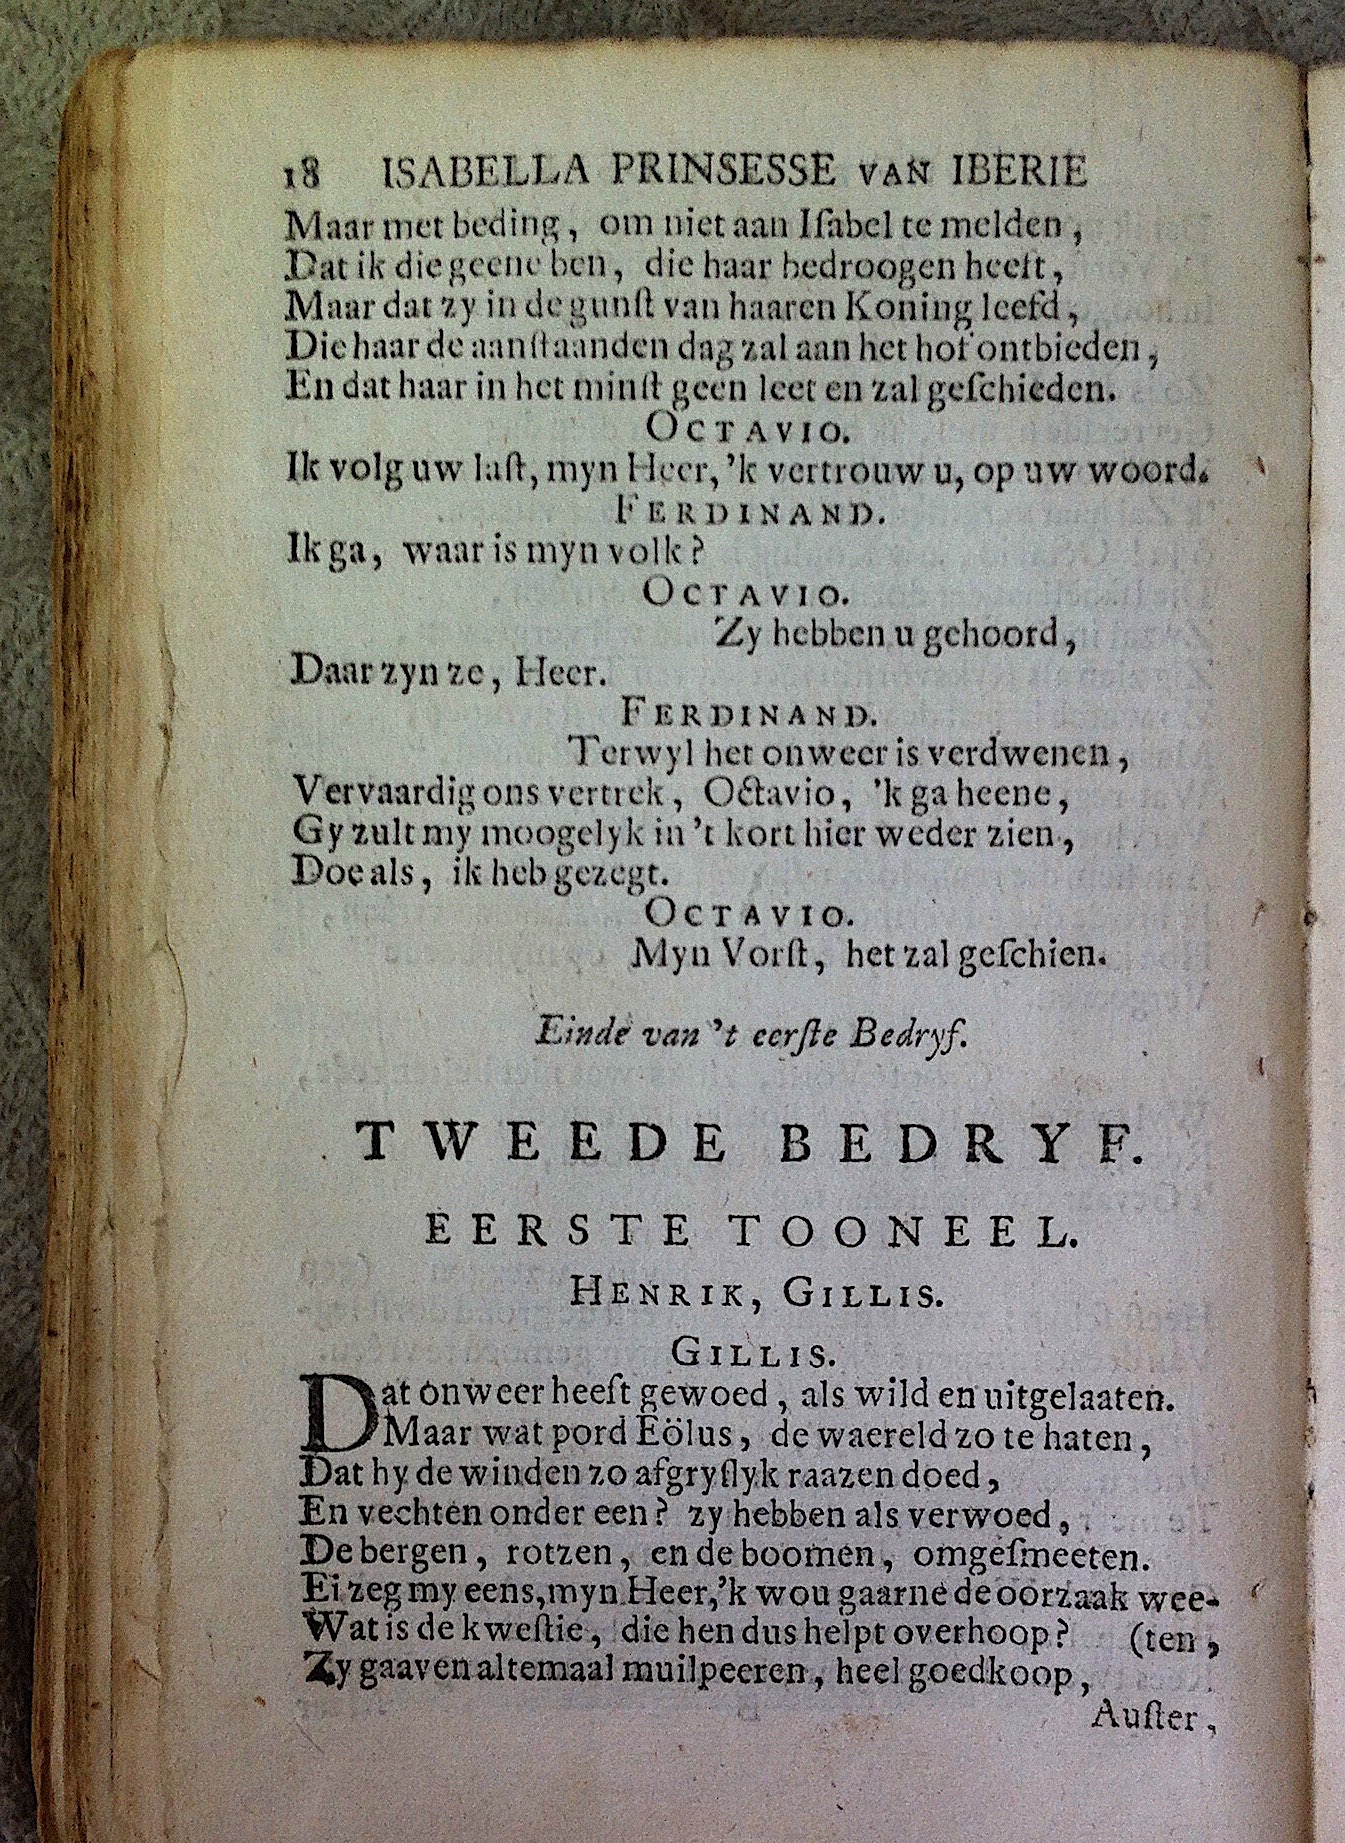 18 ISABELLA PRINSESSE VAN IBERIE
Maar met beding, om niet aan Iſabel te melden,
Dat ik die geene ben, die haar bedroogen heeft,
Maar dat zy in de gunſt van haaren Koning leefd,
Die haar de aanſtaanden dag zal aan het hof ontbieden,
En dat haar in het minſt geen leet en zal geſchieden.
OCTAVIO.
Ik volg uw laſt, myn Heer, 'k vertrouw u, op uw woord.
FERDINAND.
Ik ga, waar is myn volk?
OCTAVIO.
Zy hebben u gehoord,
Daar zyn ze, Heer.
FERDINAND.
Terwyl het onweer is verdwenen,
Vervaardig ons vertrek, Octavio, 'k ga heene,
Gy zult my moogelyk in 't kort hier weder zien,
Doe als, ik heb gezegt.
OCTAVIO.
Myn Vorſt, het zal geſchien.
Einde van 't eerſte Bedryf.
TWEEDE BEDRYF.
EERSTE TOONEEL.
HENRIK, GILLIS.
GILLIS.
Dat onweer heeft gewoed, als wild en uitgelaaten.
Maar wat pord Eölus, de waereld zo te haten,
Dat hy de winden zo afgryſlyk raazen doed,
En vechten onder een? zy hebben als verwoed,
De bergen, rotzen, en de boomen, omgeſmeeten.
Ei zeg my eens, myn Heer, 'k wou gaarne de oorzaak wee-
Wat is de kweſtie, die hen dus helpt overhoop? (ten,
Zy gaaven altemaal muilpeeren, heel goedkoop,
Auſter,